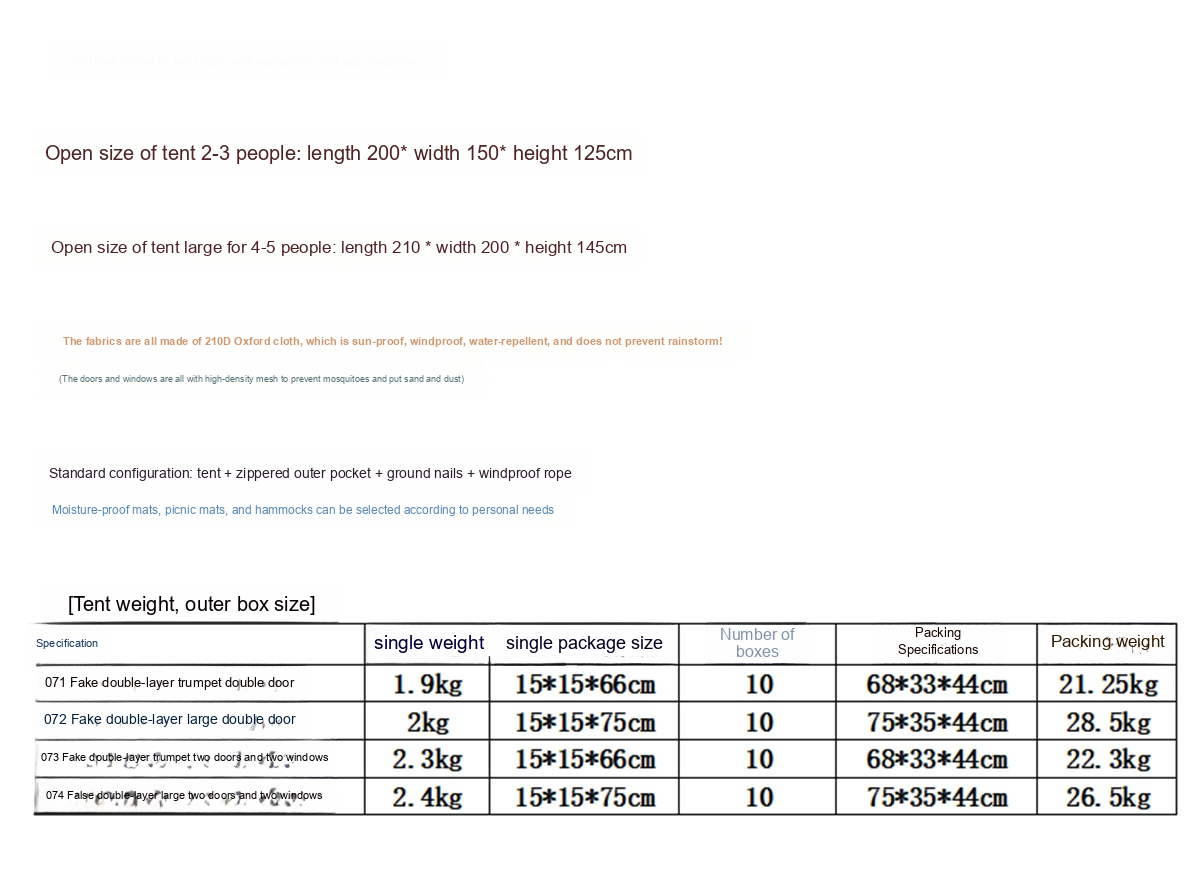 Open size of tent 2-3 people: length 200* width 150* height 125cm
Open size of tent large for 4-5 people: length 210 * width 200 * height 145cm
The fabrics are all made of 210D Oxford cloth, which is sun-proof, windproof, water-repellent, and does not prevent rainstorm!
(The doors and windows are all with high-density mesh to prevent mosquitoes and put sand and dust)
Standard configuration: tent + zippered outer pocket + ground nails + windproof rope
Moisture-proof mats, picnic mats, and hammocks can be selected according to personal needs
[Tent weight, outer box size]
Specification single weight single package size Number of boxes Packing Specifications Packing weight
071 Fake double-layer trumpet double door 1.9kg 15*15*66cm 10 68*33*44cm 21.25kg
072 Fake double-layer large double door 2kg 15*15*75cm 10 75*35*44cm 28.5kg
073 Fake double-layer trumpet two doors and two windows 2.3kg 15*15*66cm 10 68*33*44cm 22.3kg
074 False double-layer large two doors and two windows 2.4kg 15*15*75cm 10 75*35*44cm 26.5kg